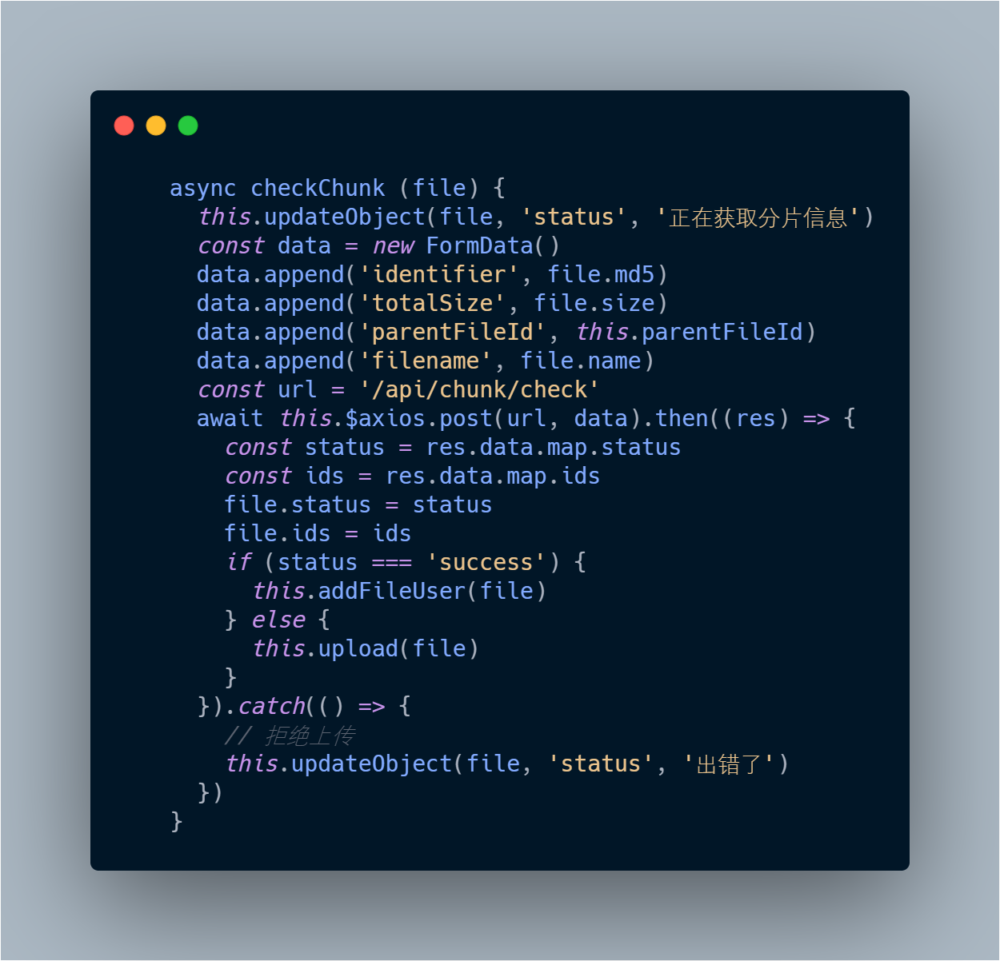 async checkChunk (file) {
  this.updateObject(file, 'status', '正在获取分片信息')
  const data = new FormData()
  data.append('identifier', file.md5)
  data.append('totalSize', file.size)
  data.append('parentFileId', this.parentFileId)
  data.append('filename', file.name)
  const url = '/api/chunk/check'
  await this.$axios.post(url, data).then((res) => {
    const status = res.data.map.status
    const ids = res.data.map.ids
    file.status = status
    file.ids = ids
    if (status === 'success') {
      this.addFileUser(file)
    } else {
      this.upload(file)
    }
  }).catch(() => {
    // 拒绝上传
    this.updateObject(file, 'status', '出错了')
  })
}